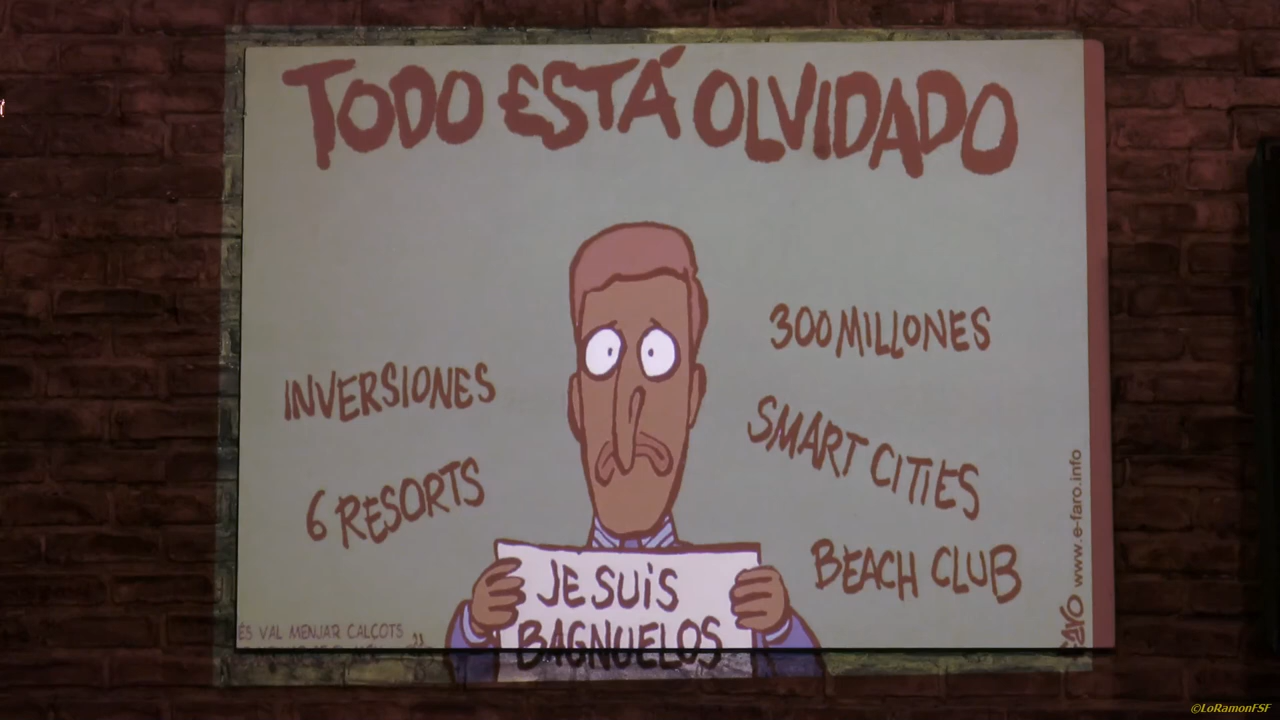 TODO ESTÁ OLVIDADO
300 MILLONES
INVERSIONES
SMART CITIES
6 RESORTS
BEACH CLUB
JE SUiS
BAGNUELOS
ÉS VAL MENJAR CALÇOTS
www.e-faro.info
©LoRamonFSF